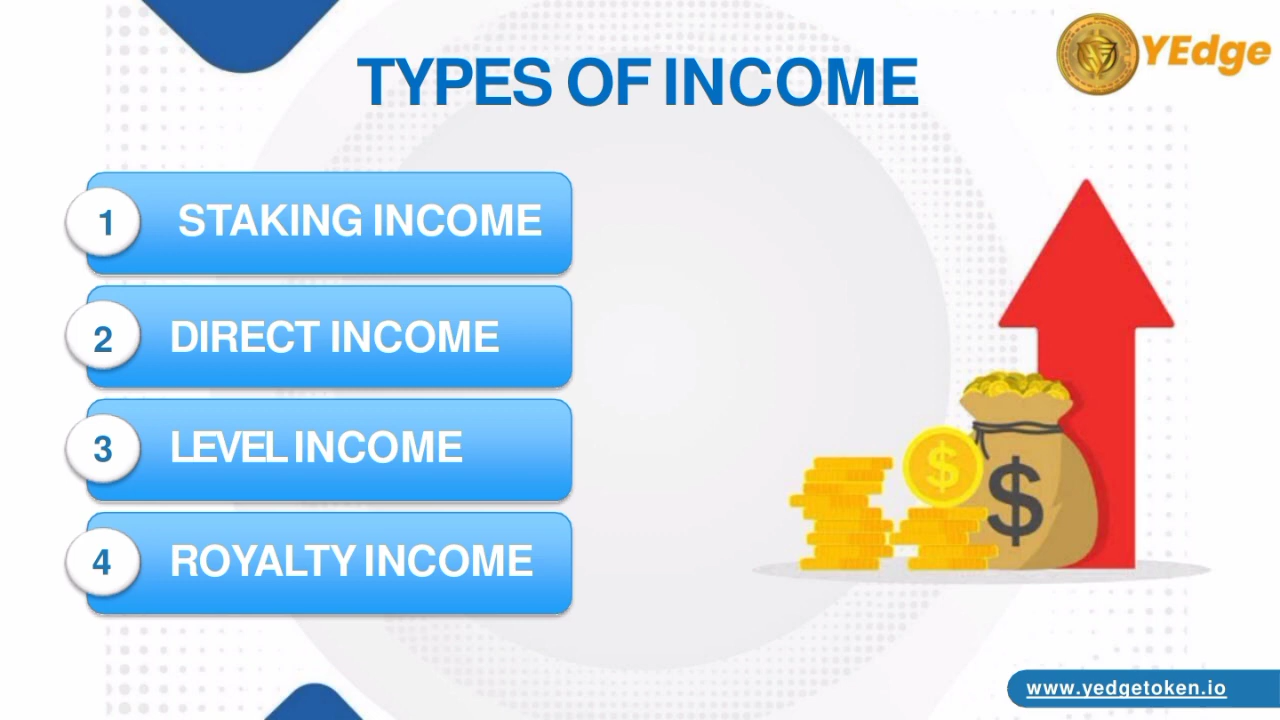 YEdge
TYPES OF INCOME
1 STAKING INCOME
2 DIRECT INCOME
3 LEVEL INCOME
4 ROYALTY INCOME
$
$
www.yedgetoken.io